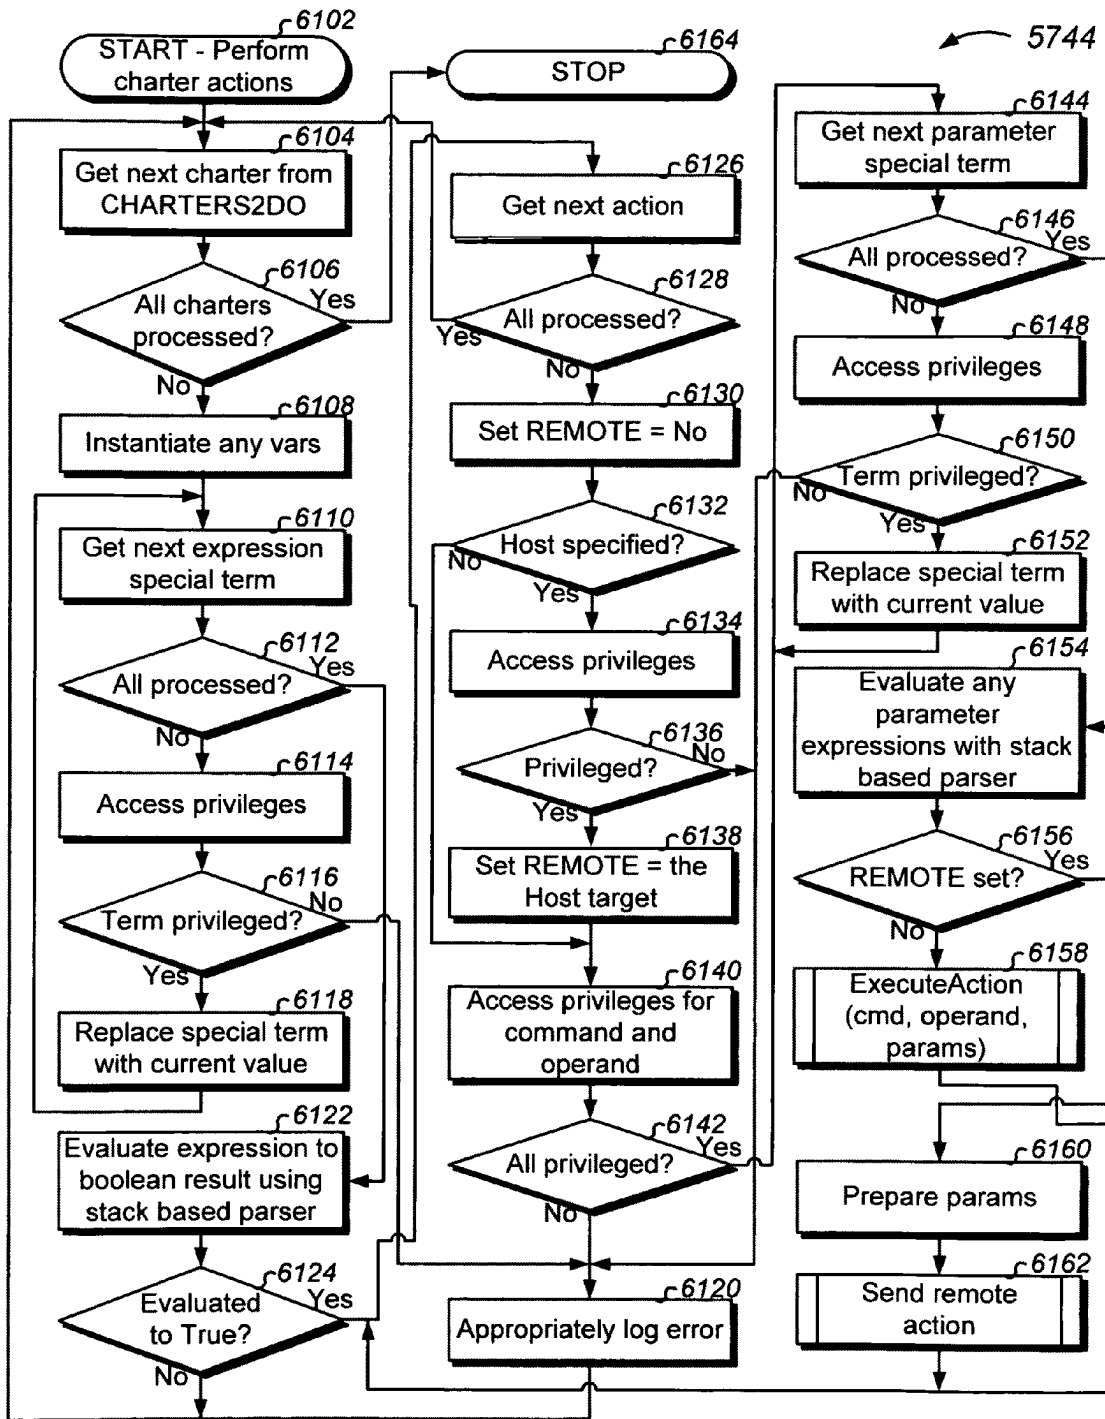 6102
START - Perform
charter actions
6104
Get next charter from
CHARTERS2DO
6106
All charters
processed?
Yes
No
6108
Instantiate any vars
6110
Get next expression
special term
6112
All processed?
Yes
No
6114
Access privileges
6116
Term privileged?
No
Yes
6118
Replace special term
with current value
6122
Evaluate expression to
boolean result using
stack based parser
6124
Evaluated
to True?
Yes
No
6164
STOP
6126
Get next action
6128
All processed?
Yes
No
6130
Set REMOTE = No
6132
Host specified?
No
Yes
6134
Access privileges
6136
Privileged?
No
Yes
6138
Set REMOTE = the
Host target
6140
Access privileges for
command and
operand
6142
All privileged?
Yes
No
6120
Appropriately log error
5744
6144
Get next parameter
special term
6146
All processed?
Yes
No
6148
Access privileges
6150
Term privileged?
No
Yes
6152
Replace special term
with current value
6154
Evaluate any
parameter
expressions with stack
based parser
6156
REMOTE set?
Yes
No
6158
ExecuteAction
(cmd, operand,
params)
6160
Prepare params
6162
Send remote
action